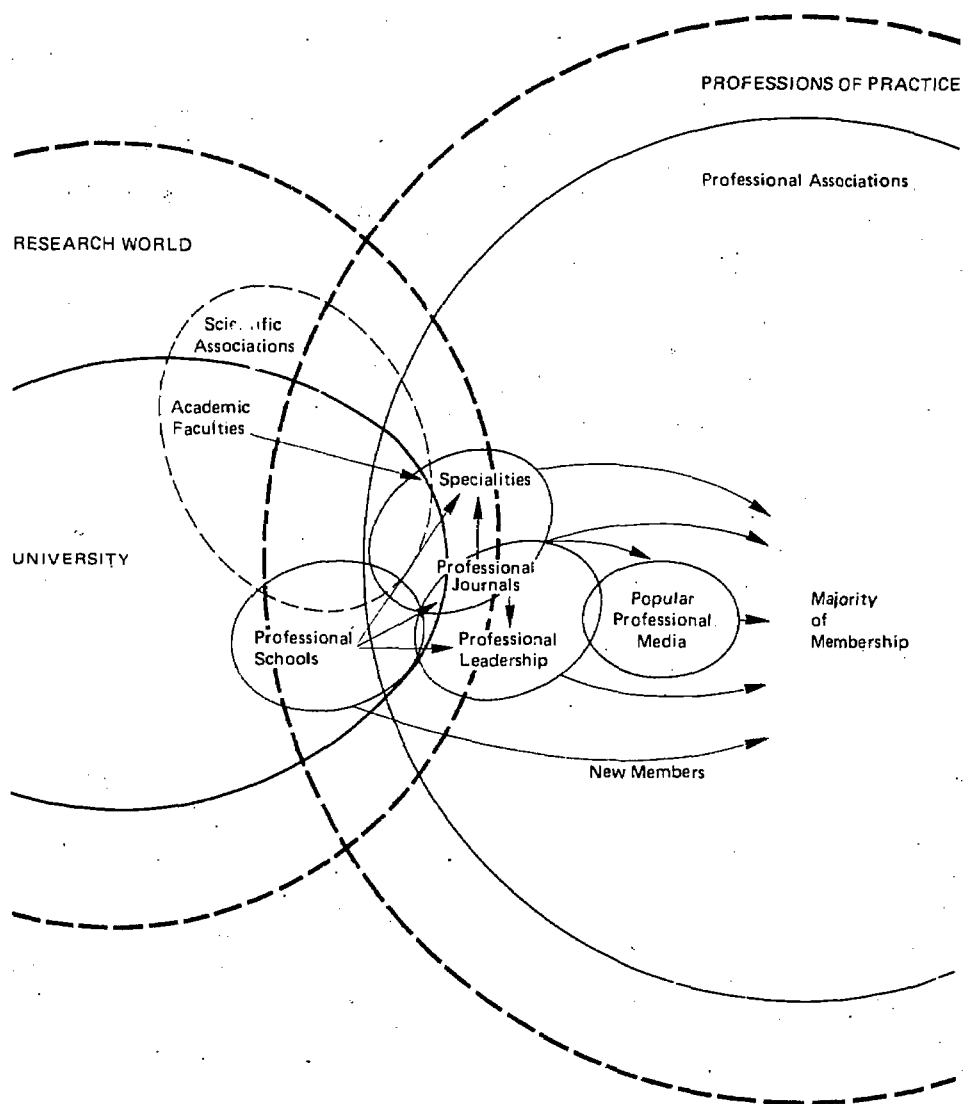 PROFESSIONS OF PRACTICE
Professional Associations
RESEARCH WORLD
Associations
Academic
Faculties
Specialities
UNIVERSITY
Professional
Journals
Popular
Professional
Media
Majority
of
Membership
Professional
Schools
Professional
Leadership
New Members